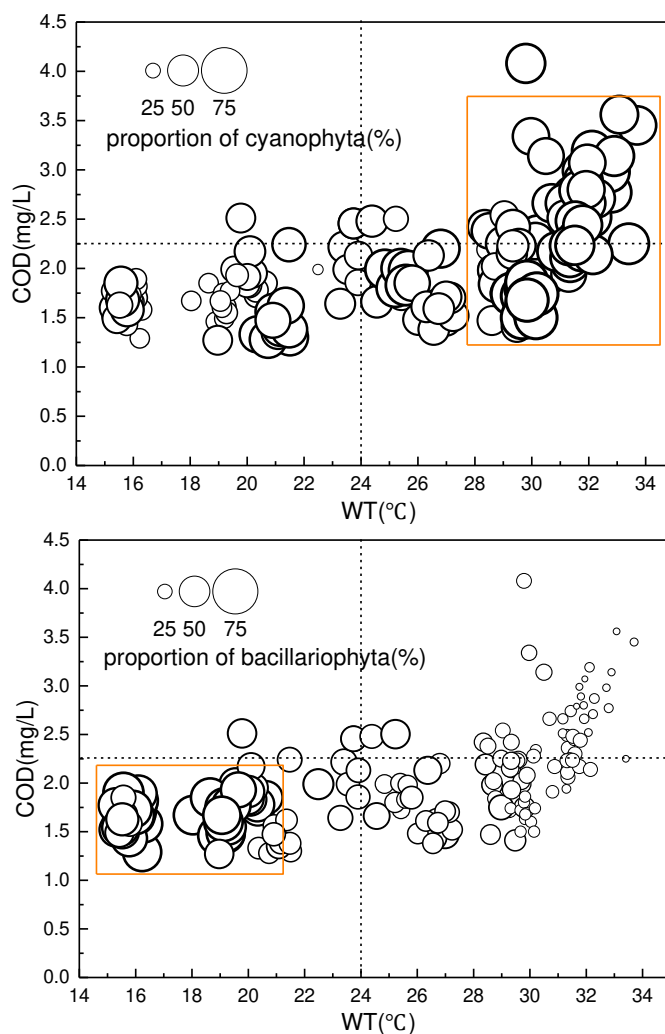 4.5
4.0
3.5
3.0
2.5
2.0
1.5
1.0
0.5
0.0
COD(mg/L)
25 50 75
proportion of cyanophyta(%)
14 16 18 20 22 24 26 28 30 32 34
WT(℃)
4.5
4.0
3.5
3.0
2.5
2.0
1.5
1.0
0.5
0.0
COD(mg/L)
25 50 75
proportion of bacillariophyta(%)
14 16 18 20 22 24 26 28 30 32 34
WT(℃)